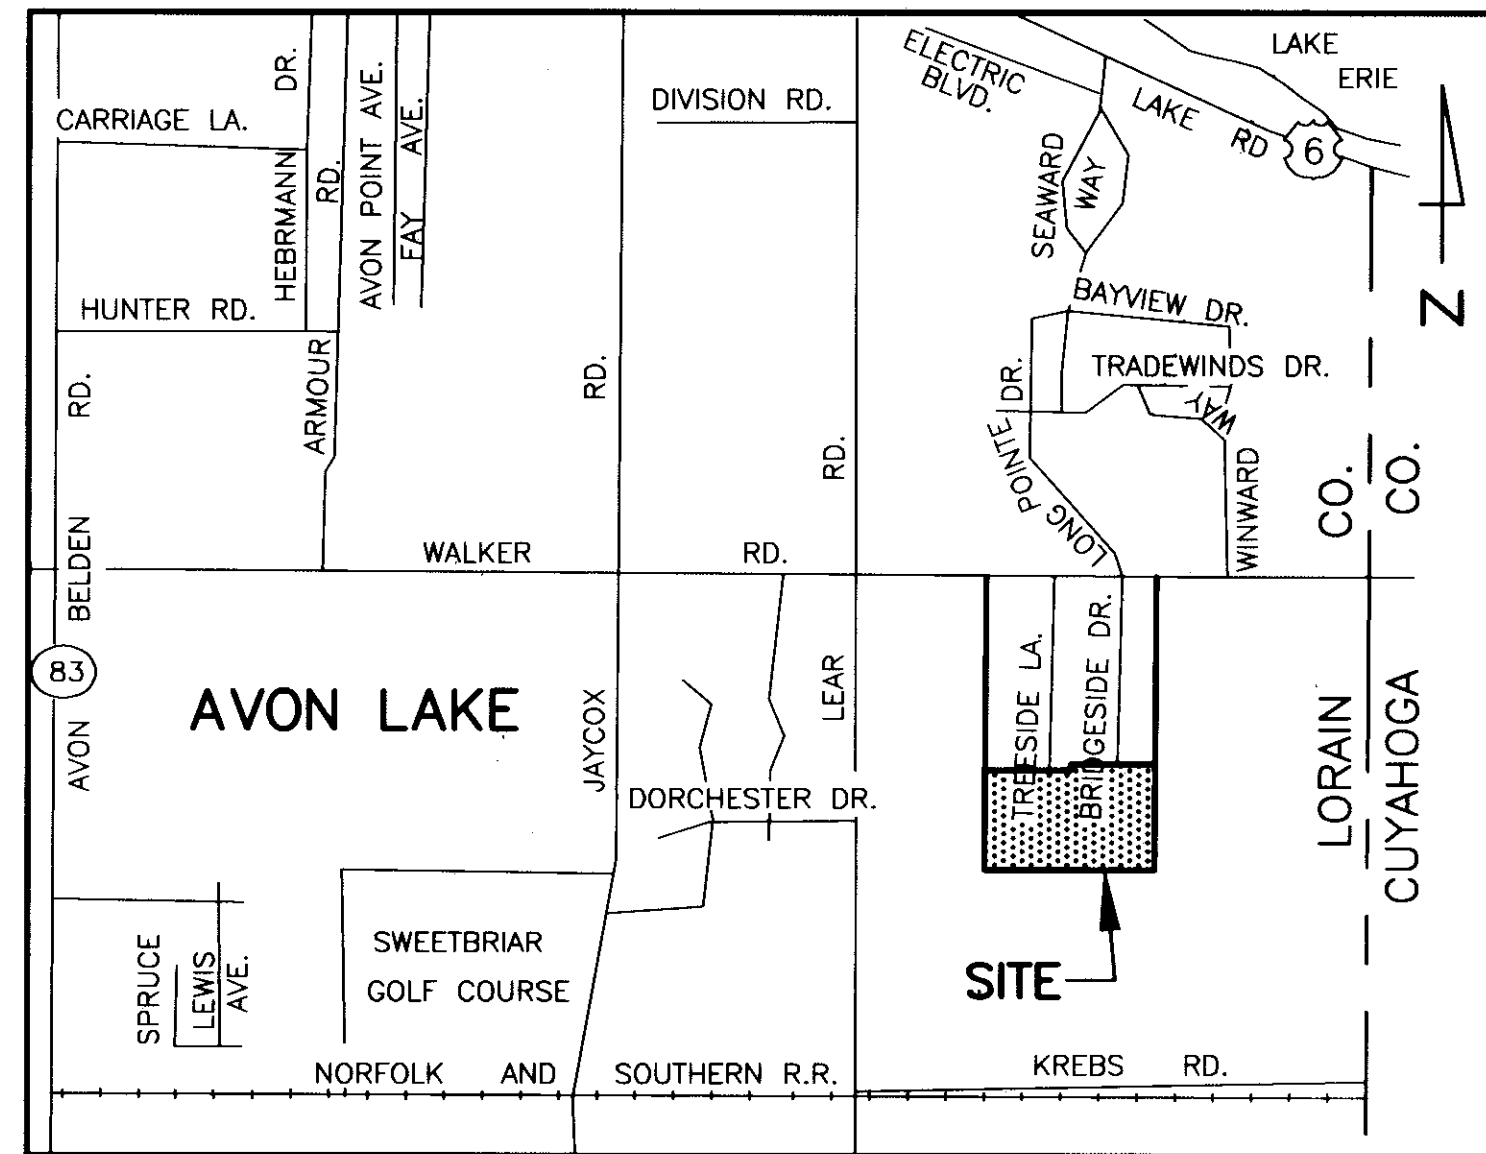 LAKE
ERIE
ELECTRIC
BLVD.
LAKE RD
6
DIVISION RD.
CARRIAGE LA.
HEBRMANN DR.
ARMOUR RD.
AVON POINT AVE.
FAY AVE.
SEAWARD
WAY
N
HUNTER RD.
BAYVIEW DR.
TRADEWINDS DR.
WAY
WINWARD
LONG POINTE DR.
AVON BELDEN RD.
WALKER RD.
83
AVON
AVON LAKE
JAYCOX RD.
LEAR RD.
TREESIDE LA.
BRIDGESIDE DR.
LORAIN CO.
CUYAHOGA CO.
DORCHESTER DR.
SPRUCE
LEWIS
AVE.
SWEETBRIAR
GOLF COURSE
SITE
NORFOLK AND SOUTHERN R.R.
KREBS RD.